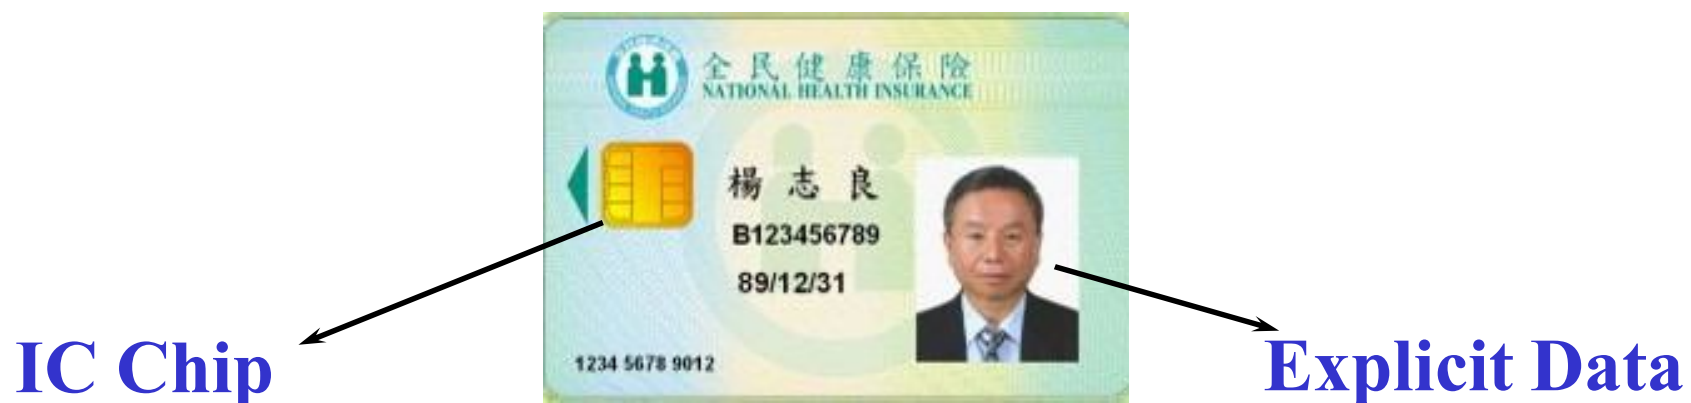 全民健康保險
NATIONAL HEALTH INSURANCE
楊志良
B123456789
89/12/31
1234 5678 9012
IC Chip
Explicit Data